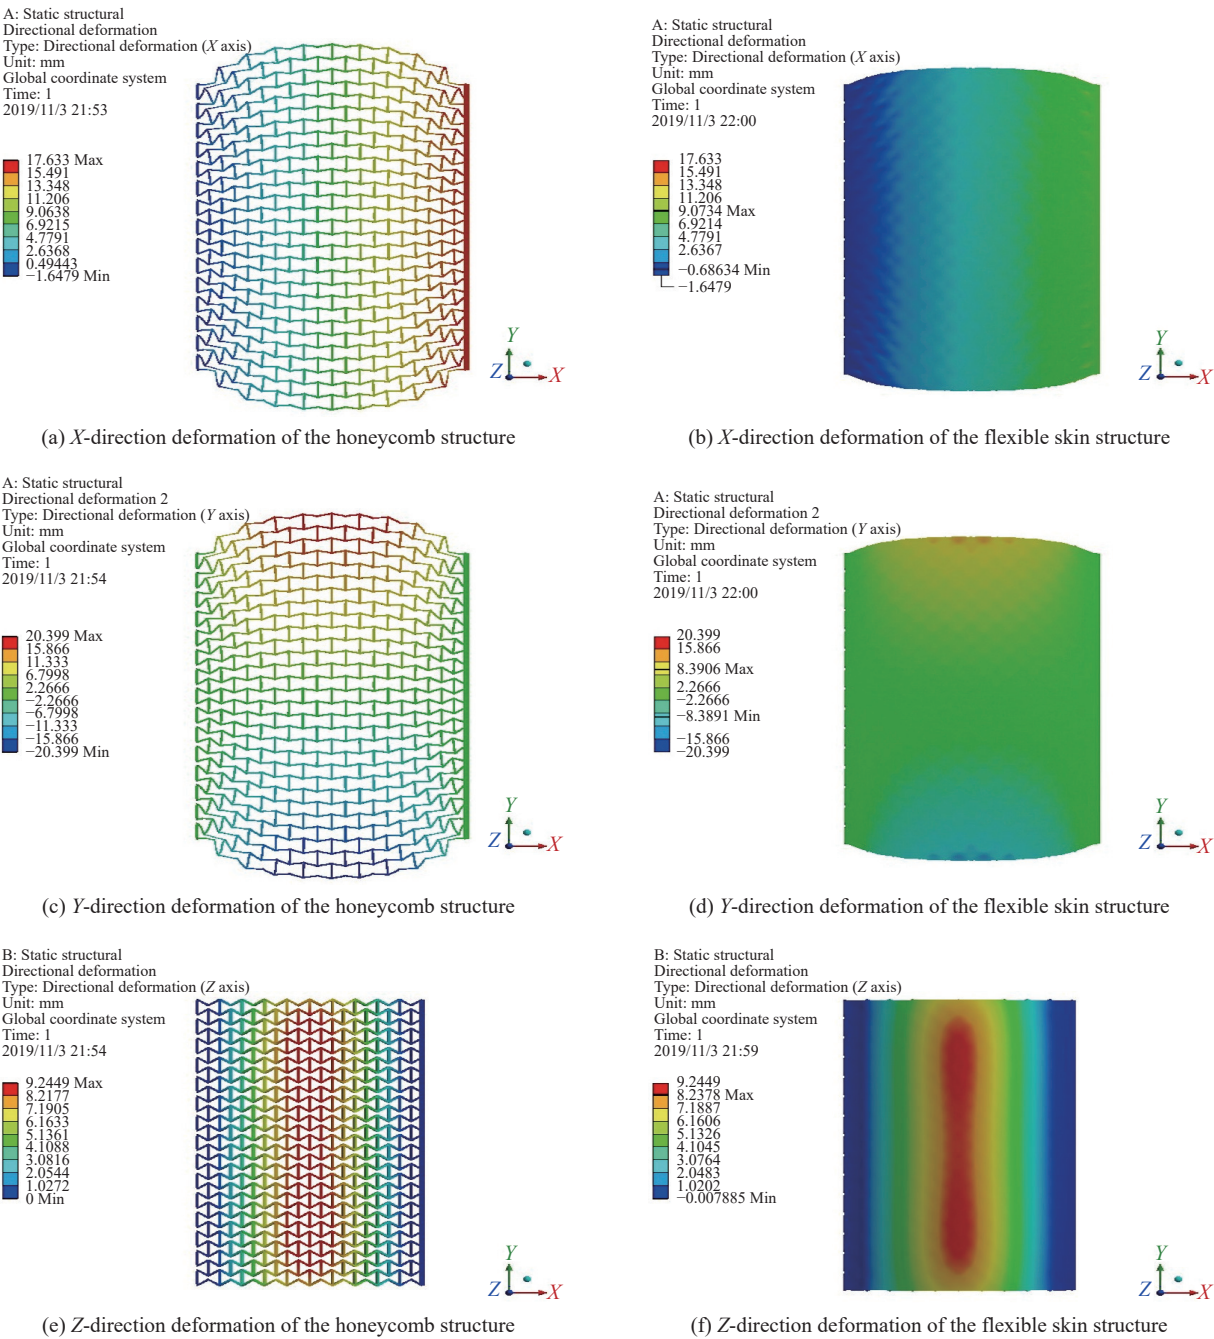 A: Static structural
Directional deformation
Type: Directional deformation (X axis)
Unit: mm
Global coordinate system
Time: 1
2019/11/3 21:53
17.633 Max
15.491
13.348
11.206
9.0638
6.9215
4.7791
2.6368
0.49443
−1.6479 Min
Y
Z
X
(a) X-direction deformation of the honeycomb structure
A: Static structural
Directional deformation
Type: Directional deformation (X axis)
Unit: mm
Global coordinate system
Time: 1
2019/11/3 22:00
17.633
15.491
13.348
11.206
9.0734 Max
6.9214
4.7791
2.6367
−0.68634 Min
−1.6479
Y
Z
X
(b) X-direction deformation of the flexible skin structure
A: Static structural
Directional deformation 2
Type: Directional deformation (Y axis)
Unit: mm
Global coordinate system
Time: 1
2019/11/3 21:54
20.399 Max
15.866
11.333
6.7998
2.2666
−2.2666
−6.7998
−11.333
−15.866
−20.399 Min
Y
Z
X
(c) Y-direction deformation of the honeycomb structure
A: Static structural
Directional deformation 2
Type: Directional deformation (Y axis)
Unit: mm
Global coordinate system
Time: 1
2019/11/3 22:00
20.399
15.866
8.3906 Max
2.2666
−2.2666
−8.3891 Min
−15.866
−20.399
Y
Z
X
(d) Y-direction deformation of the flexible skin structure
B: Static structural
Directional deformation
Type: Directional deformation (Z axis)
Unit: mm
Global coordinate system
Time: 1
2019/11/3 21:54
9.2449 Max
8.2177
7.1905
6.1633
5.1361
4.1088
3.0816
2.0544
1.0272
0 Min
Y
Z
X
(e) Z-direction deformation of the honeycomb structure
B: Static structural
Directional deformation
Type: Directional deformation (Z axis)
Unit: mm
Global coordinate system
Time: 1
2019/11/3 21:59
9.2449
8.2378 Max
7.1887
6.1606
5.1326
4.1045
3.0764
2.0483
1.0202
−0.007885 Min
Y
Z
X
(f) Z-direction deformation of the flexible skin structure